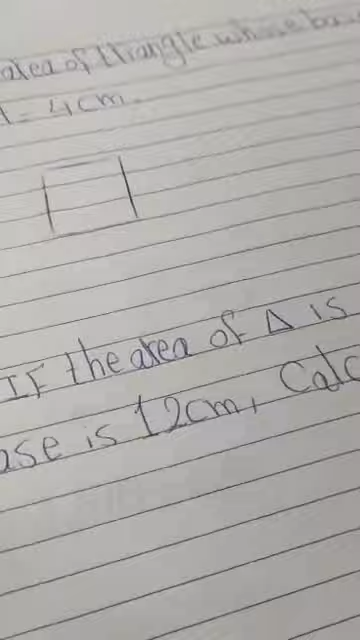 area of triangle whose ba
= 4cm.
If the area of Δ is
ase is 12cm, Calc